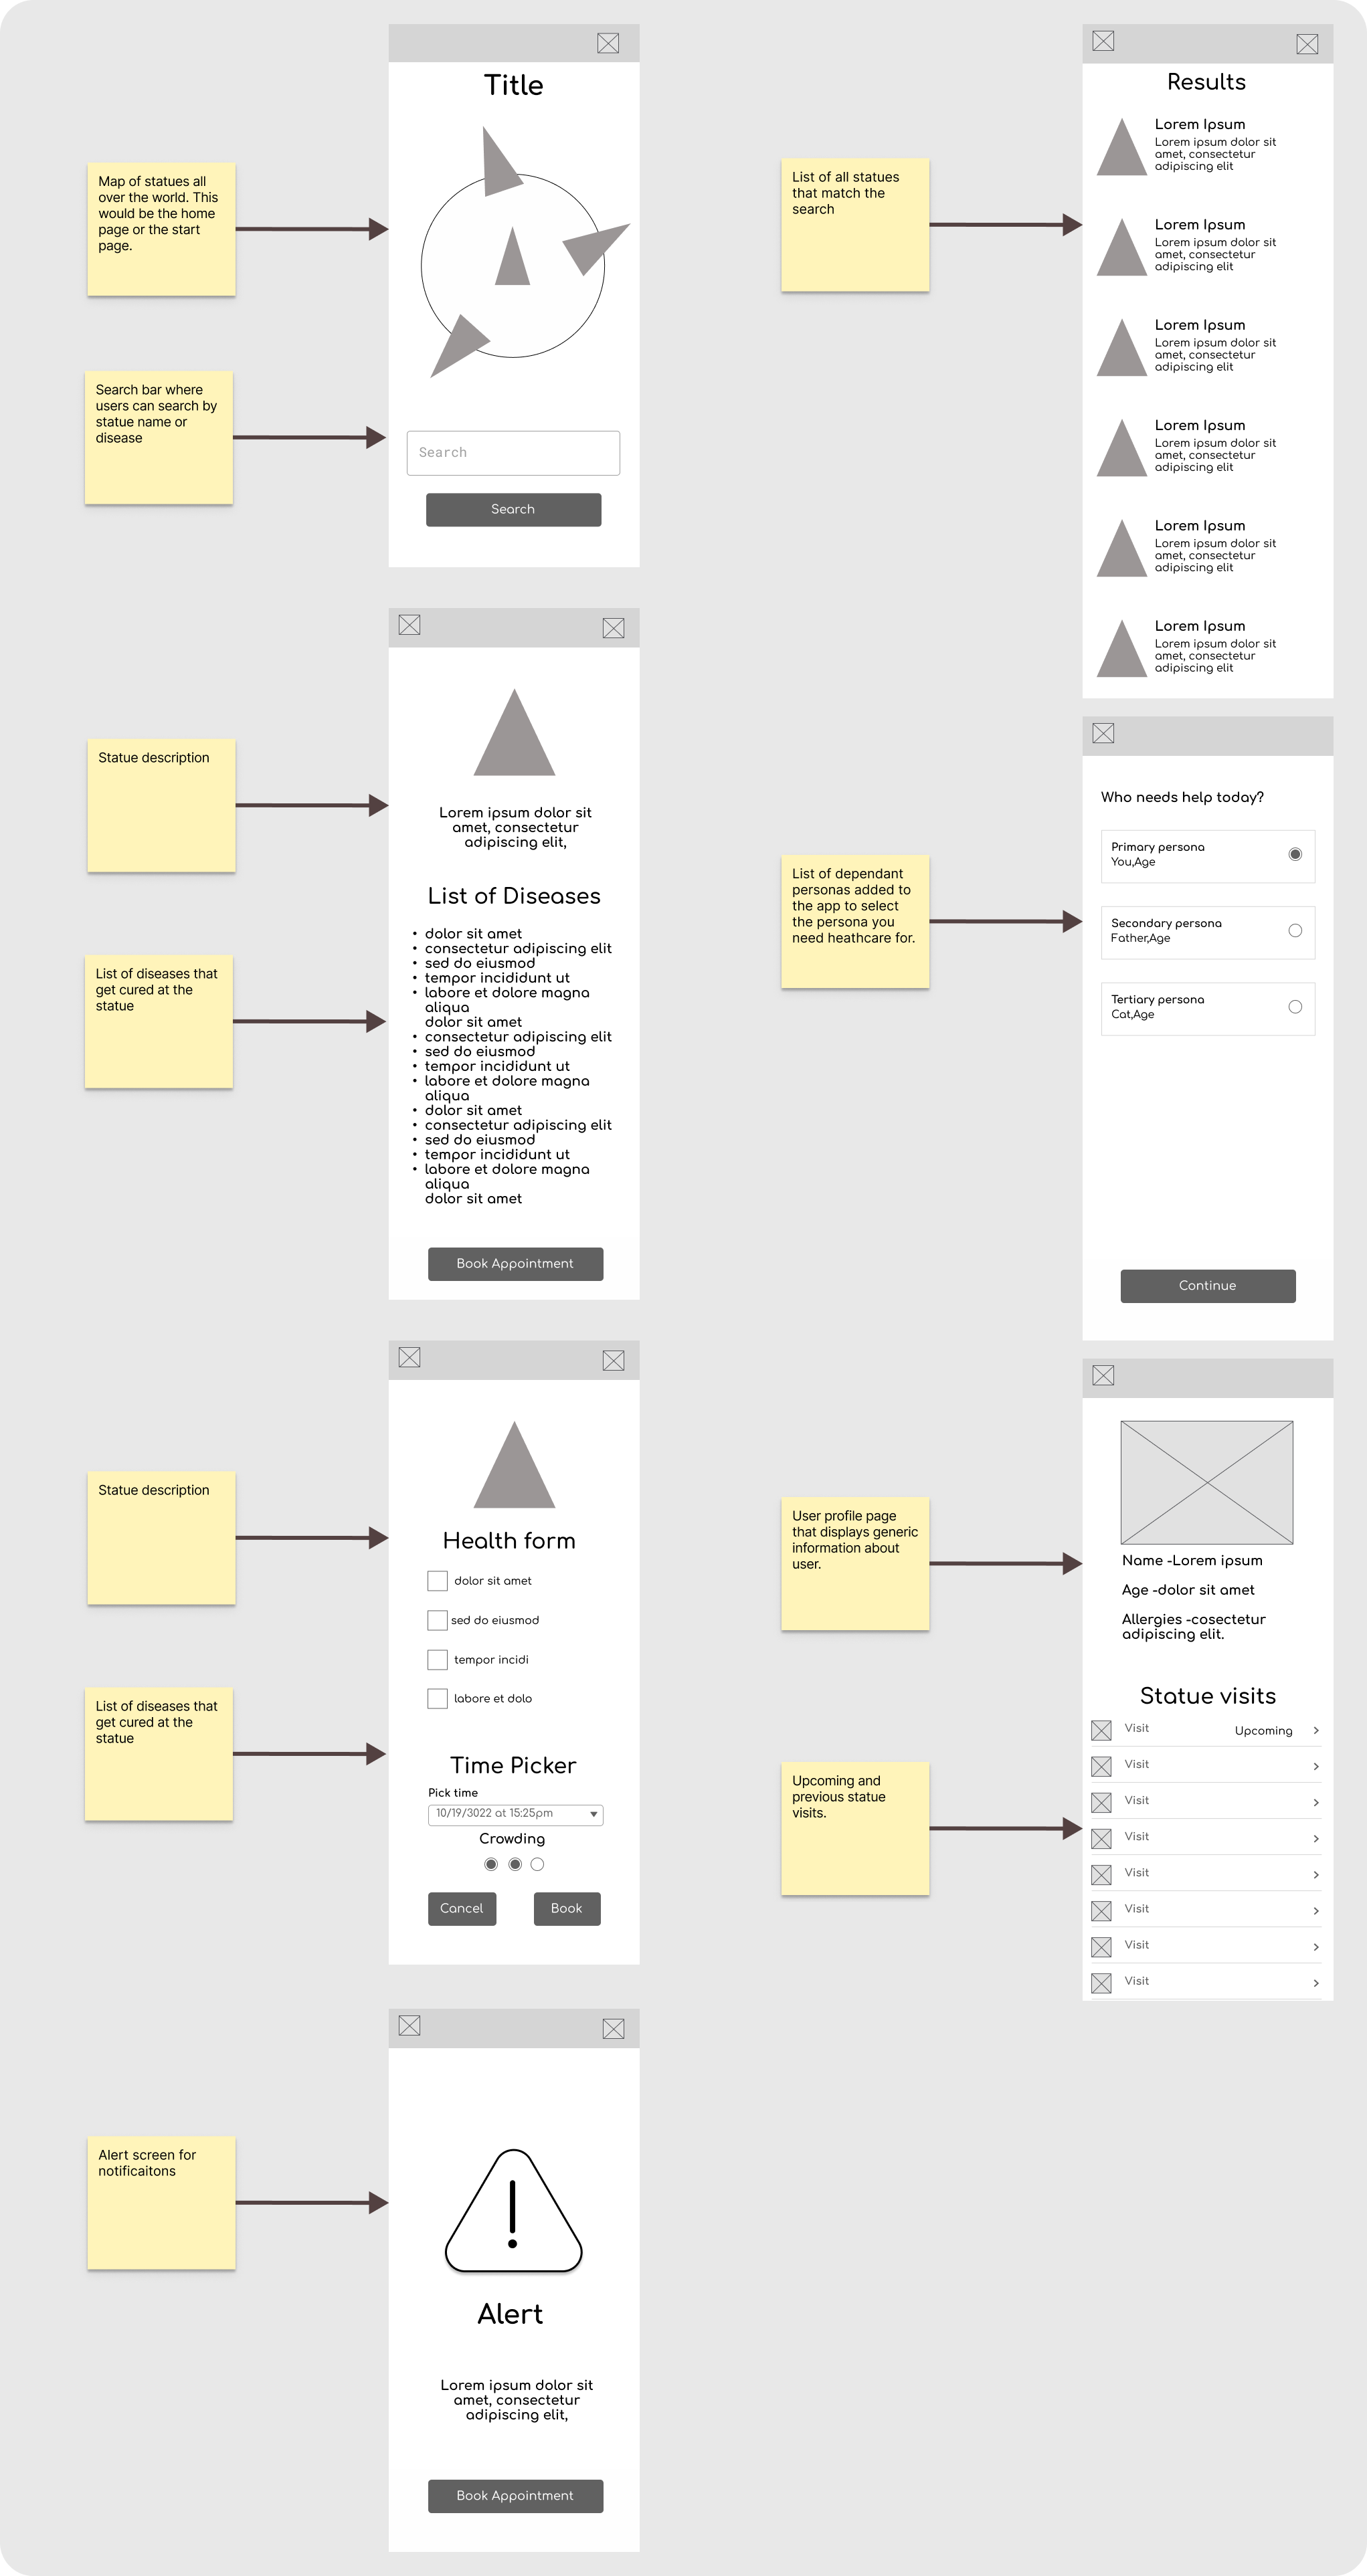 Title
Map of statues all
over the world. This
would be the home
page or the start
page.
Search bar where
users can search by
statue name or
disease
Search
Search
Statue description
Lorem ipsum dolor sit
amet, consectetur
adipiscing elit,
List of Diseases
List of diseases that
get cured at the
statue
• dolor sit amet
• consectetur adipiscing elit
• sed do eiusmod
• tempor incididunt ut
• labore et dolore magna
aliqua
dolor sit amet
• consectetur adipiscing elit
• sed do eiusmod
• tempor incididunt ut
• labore et dolore magna
aliqua
• dolor sit amet
• consectetur adipiscing elit
• sed do eiusmod
• tempor incididunt ut
• labore et dolore magna
aliqua
dolor sit amet
Book Appointment
Statue description
Health form
dolor sit amet
sed do eiusmod
tempor incidi
labore et dolo
List of diseases that
get cured at the
statue
Time Picker
Pick time
10/19/3022 at 15:25pm
Crowding
Cancel
Book
Alert screen for
notificaitons
Alert
Lorem ipsum dolor sit
amet, consectetur
adipiscing elit,
Book Appointment
Results
List of all statues
that match the
search
Lorem Ipsum
Lorem ipsum dolor sit
amet, consectetur
adipiscing elit
Lorem Ipsum
Lorem ipsum dolor sit
amet, consectetur
adipiscing elit
Lorem Ipsum
Lorem ipsum dolor sit
amet, consectetur
adipiscing elit
Lorem Ipsum
Lorem ipsum dolor sit
amet, consectetur
adipiscing elit
Lorem Ipsum
Lorem ipsum dolor sit
amet, consectetur
adipiscing elit
Lorem Ipsum
Lorem ipsum dolor sit
amet, consectetur
adipiscing elit
Who needs help today?
Primary persona
You,Age
Secondary persona
Father,Age
Tertiary persona
Cat,Age
List of dependant
personas added to
the app to select
the persona you
need heathcare for.
Continue
User profile page
that displays generic
information about
user.
Name -Lorem ipsum
Age -dolor sit amet
Allergies -cosectetur
adipiscing elit.
Statue visits
Upcoming and
previous statue
visits.
Visit Upcoming >
Visit >
Visit >
Visit >
Visit >
Visit >
Visit >
Visit >